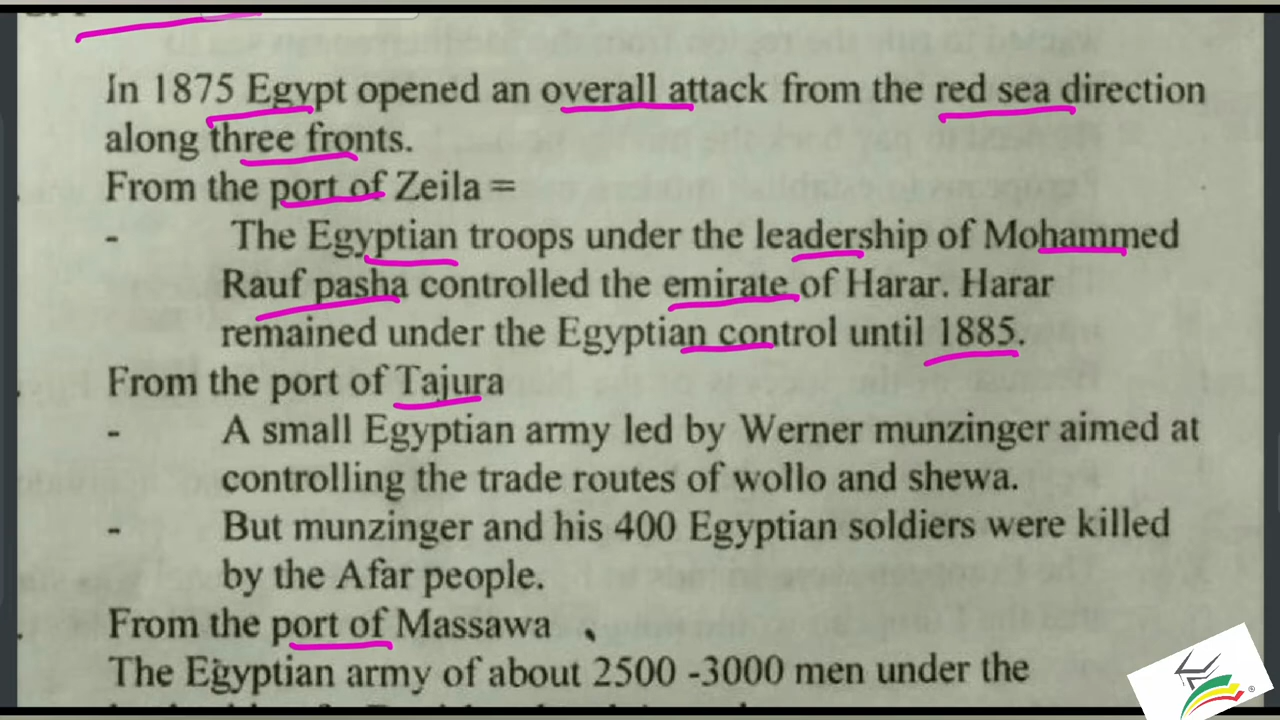 In 1875 Egypt opened an overall attack from the red sea direction
along three fronts.
From the port of Zeila =
- The Egyptian troops under the leadership of Mohammed
Rauf pasha controlled the emirate of Harar. Harar
remained under the Egyptian control until 1885.
From the port of Tajura
- A small Egyptian army led by Werner munzinger aimed at
controlling the trade routes of wollo and shewa.
- But munzinger and his 400 Egyptian soldiers were killed
by the Afar people.
From the port of Massawa
The Egyptian army of about 2500 -3000 men under the